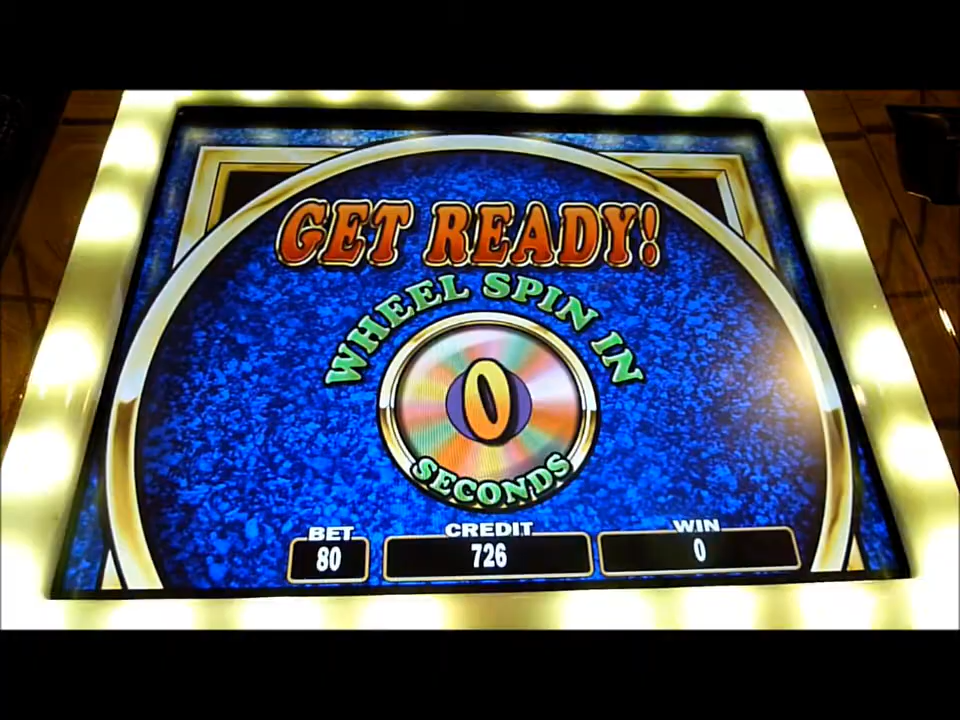 GET READY!
WHEEL SPIN IN
0
SECONDS
BET CREDIT WIN
80 726 0